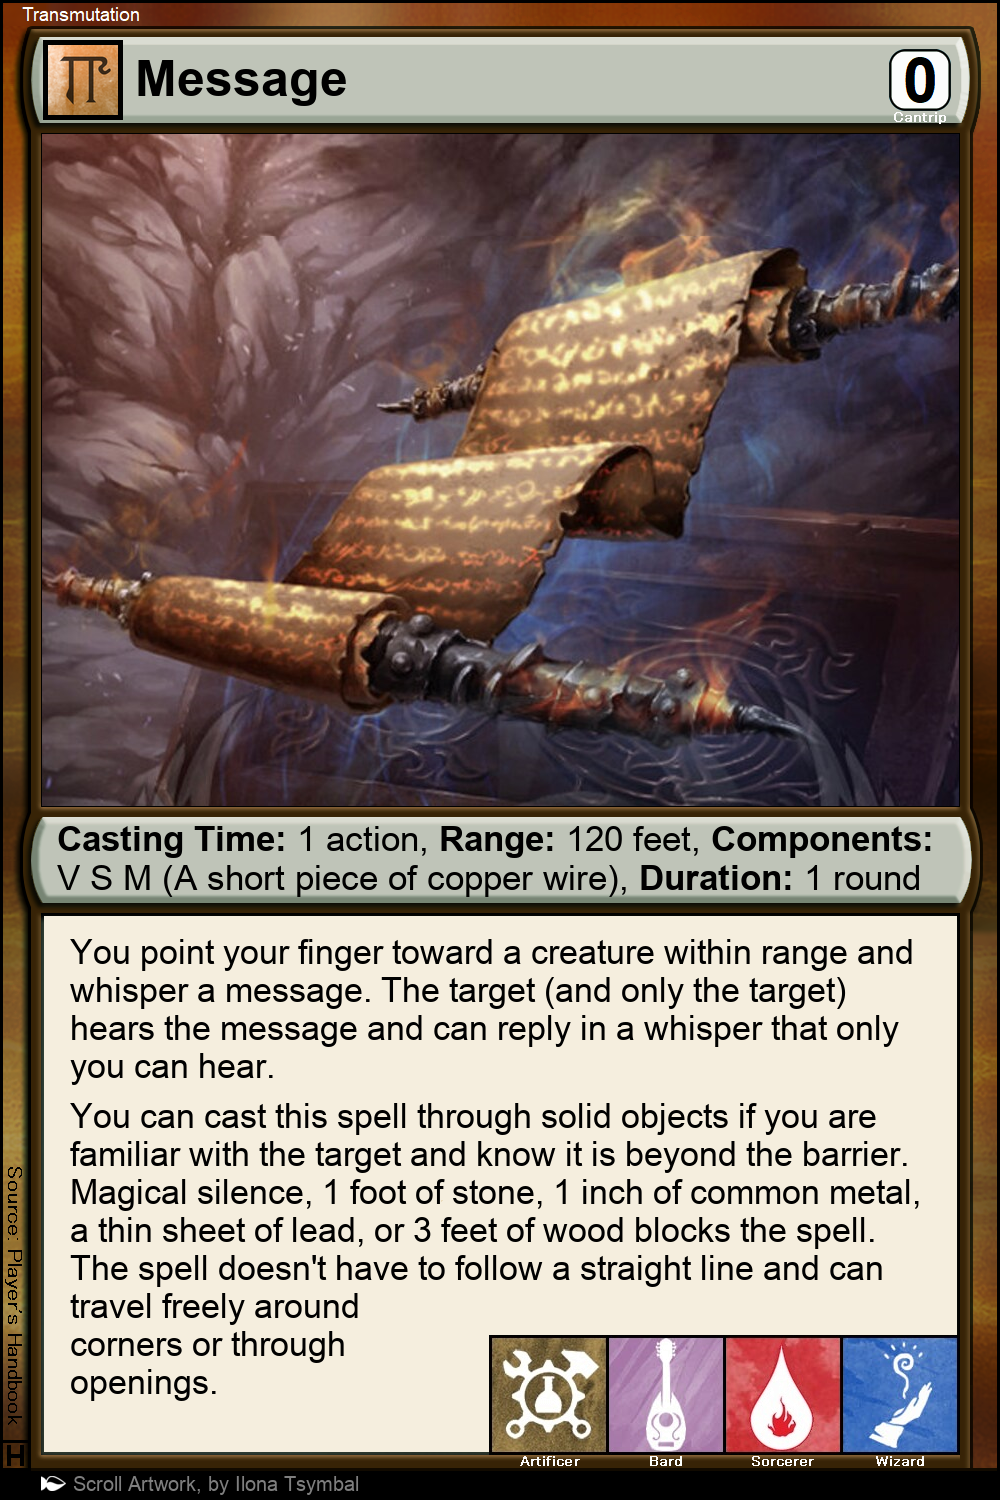 Transmutation
Message
0
Cantrip
Casting Time: 1 action, Range: 120 feet, Components:
V S M (A short piece of copper wire), Duration: 1 round
You point your finger toward a creature within range and
whisper a message. The target (and only the target)
hears the message and can reply in a whisper that only
you can hear.
You can cast this spell through solid objects if you are
familiar with the target and know it is beyond the barrier.
Magical silence, 1 foot of stone, 1 inch of common metal,
a thin sheet of lead, or 3 feet of wood blocks the spell.
The spell doesn't have to follow a straight line and can
travel freely around
corners or through
openings.
Artificer Bard Sorcerer Wizard
Source: Player's Handbook
H
Scroll Artwork, by Ilona Tsymbal